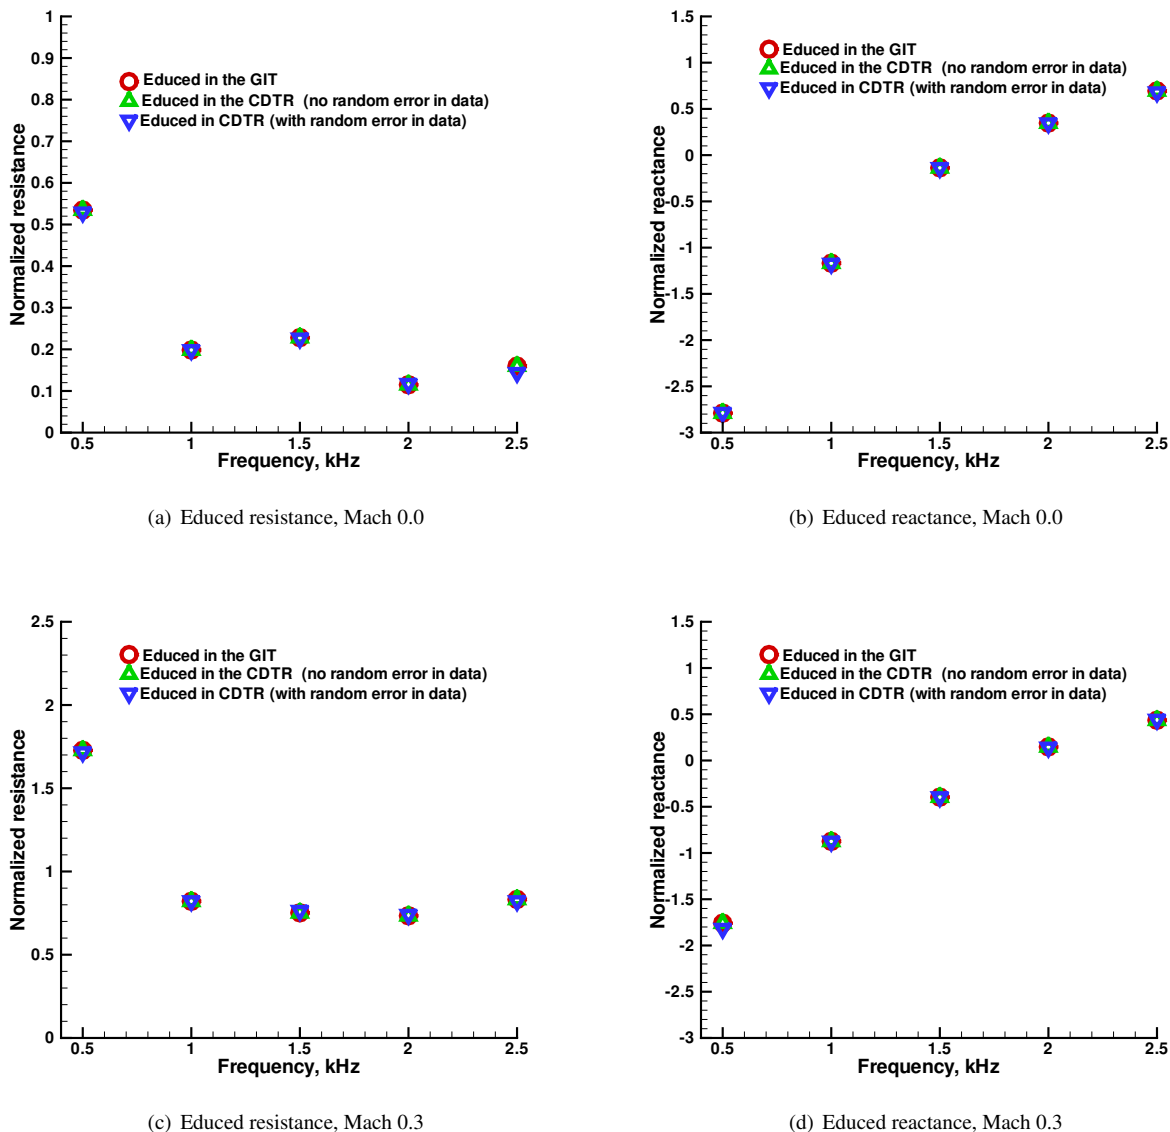 1
0.9
0.8
0.7
0.6
0.5
0.4
0.3
0.2
0.1
0
Normalized resistance
Educed in the GIT
Educed in the CDTR (no random error in data)
Educed in CDTR (with random error in data)
0.5 1 1.5 2 2.5
Frequency, kHz
(a) Educed resistance, Mach 0.0
1.5
1
0.5
0
-0.5
-1
-1.5
-2
-2.5
-3
Normalized reactance
Educed in the GIT
Educed in the CDTR (no random error in data)
Educed in CDTR (with random error in data)
0.5 1 1.5 2 2.5
Frequency, kHz
(b) Educed reactance, Mach 0.0
2.5
2
1.5
1
0.5
0
Normalized resistance
Educed in the GIT
Educed in the CDTR (no random error in data)
Educed in CDTR (with random error in data)
0.5 1 1.5 2 2.5
Frequency, kHz
(c) Educed resistance, Mach 0.3
1.5
1
0.5
0
-0.5
-1
-1.5
-2
-2.5
-3
Normalized reactance
Educed in the GIT
Educed in the CDTR (no random error in data)
Educed in CDTR (with random error in data)
0.5 1 1.5 2 2.5
Frequency, kHz
(d) Educed reactance, Mach 0.3